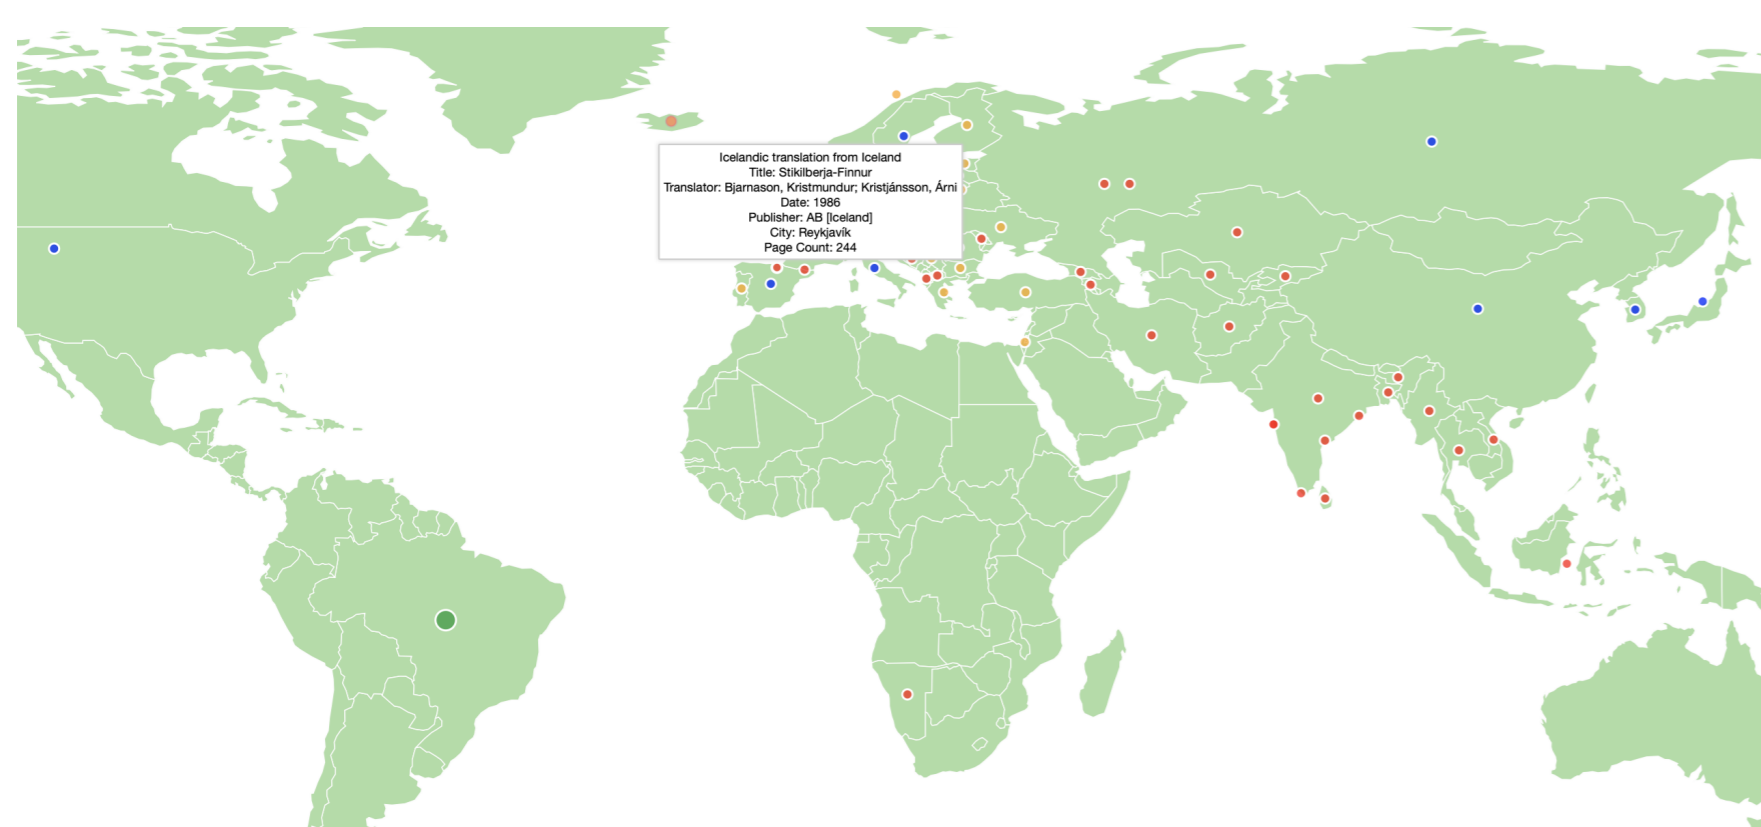 Icelandic translation from Iceland
Title: Stikilberja-Finnur
Translator: Bjarnason, Kristmundur; Kristjánsson, Árni
Date: 1986
Publisher: AB [Iceland]
City: Reykjavík
Page Count: 244